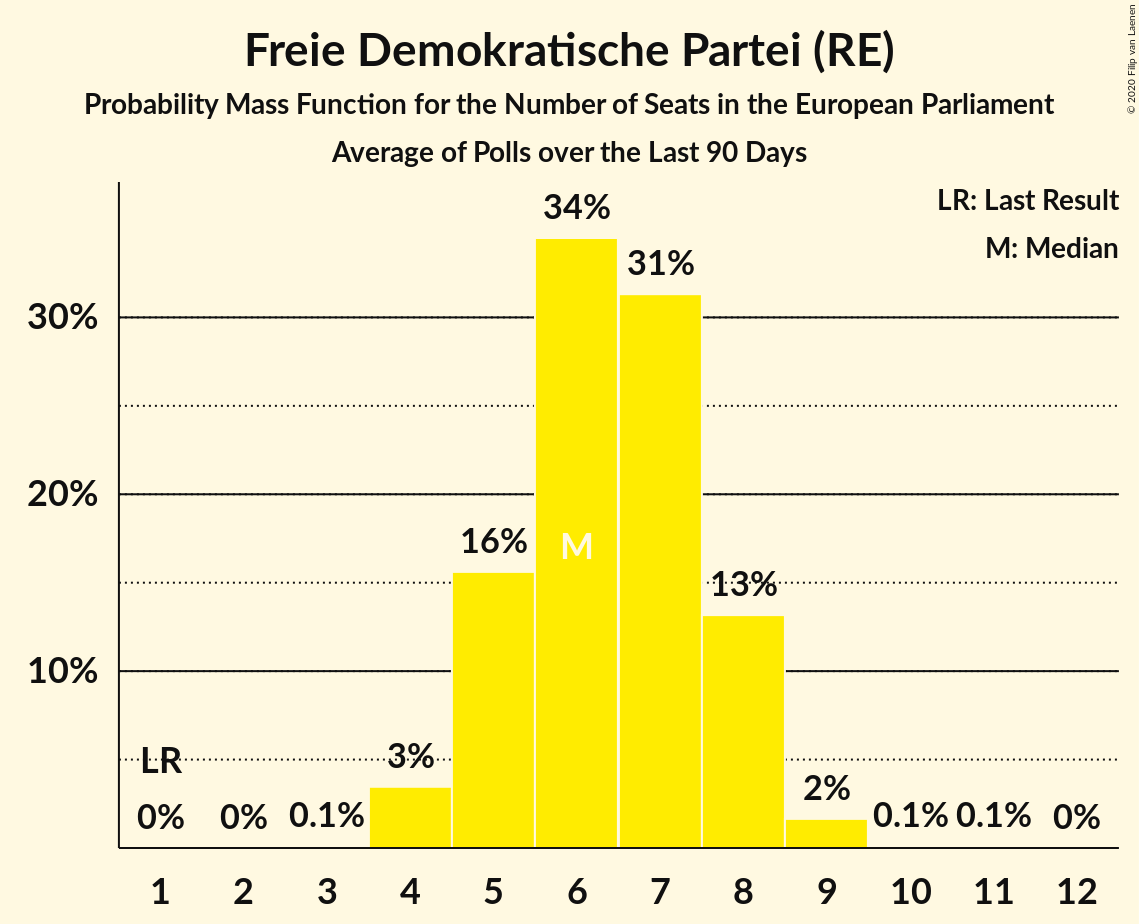 Freie Demokratische Partei (RE)
Probability Mass Function for the Number of Seats in the European Parliament
Average of Polls over the Last 90 Days
© 2020 Filip van Laenen
LR: Last Result
M: Median
34%
31%
30%
20%
16%
M
13%
10%
LR
3%
2%
0%
0%
0.1%
0.1%
0.1%
0%
1 2 3 4 5 6 7 8 9 10 11 12